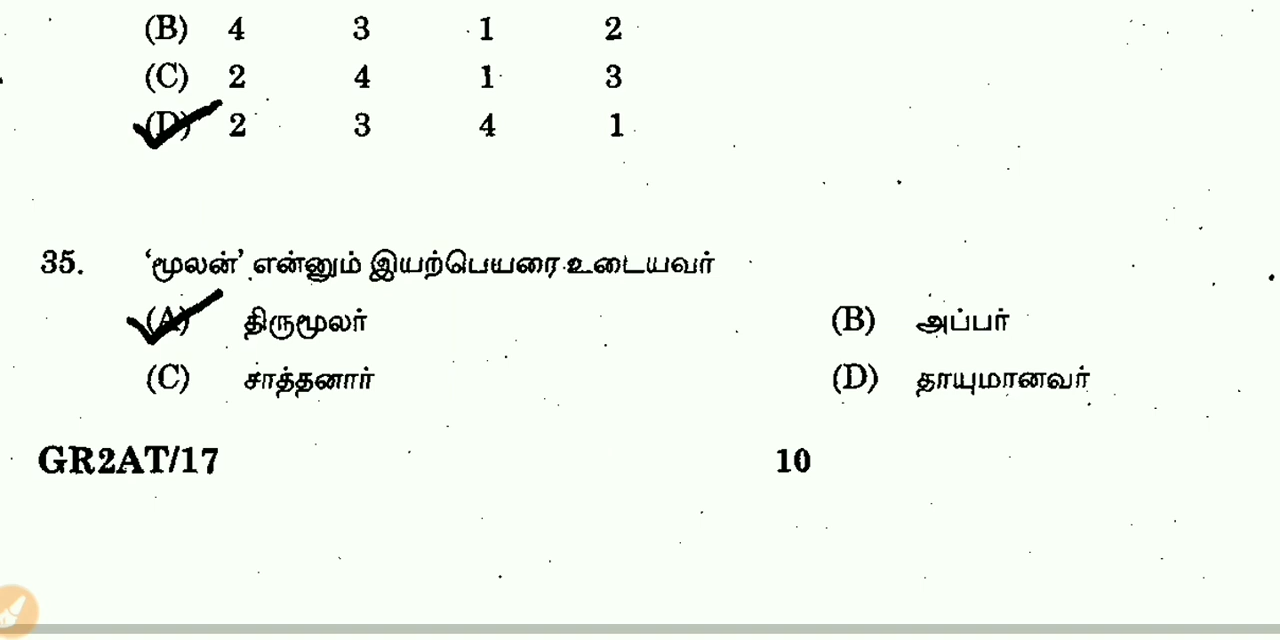 (B) 4 3 1 2
(C) 2 4 1 3
(D) 2 3 4 1
35. 'மூலன்' என்னும் இயற்பெயரை உடையவர்
(A) திருமூலர் (B) அப்பர்
(C) சாத்தனார் (D) தாயுமானவர்
GR2AT/17 10